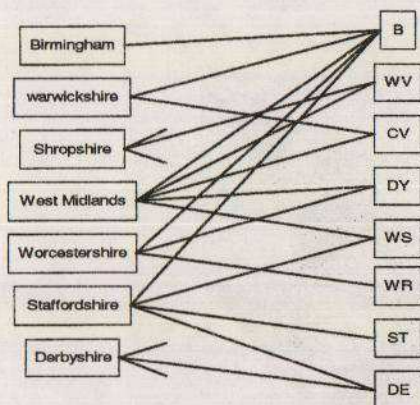 Birmingham
warwickshire
Shropshire
West Midlands
Worcestershire
Staffordshire
Derbyshire
B
WV
CV
DY
WS
WR
ST
DE